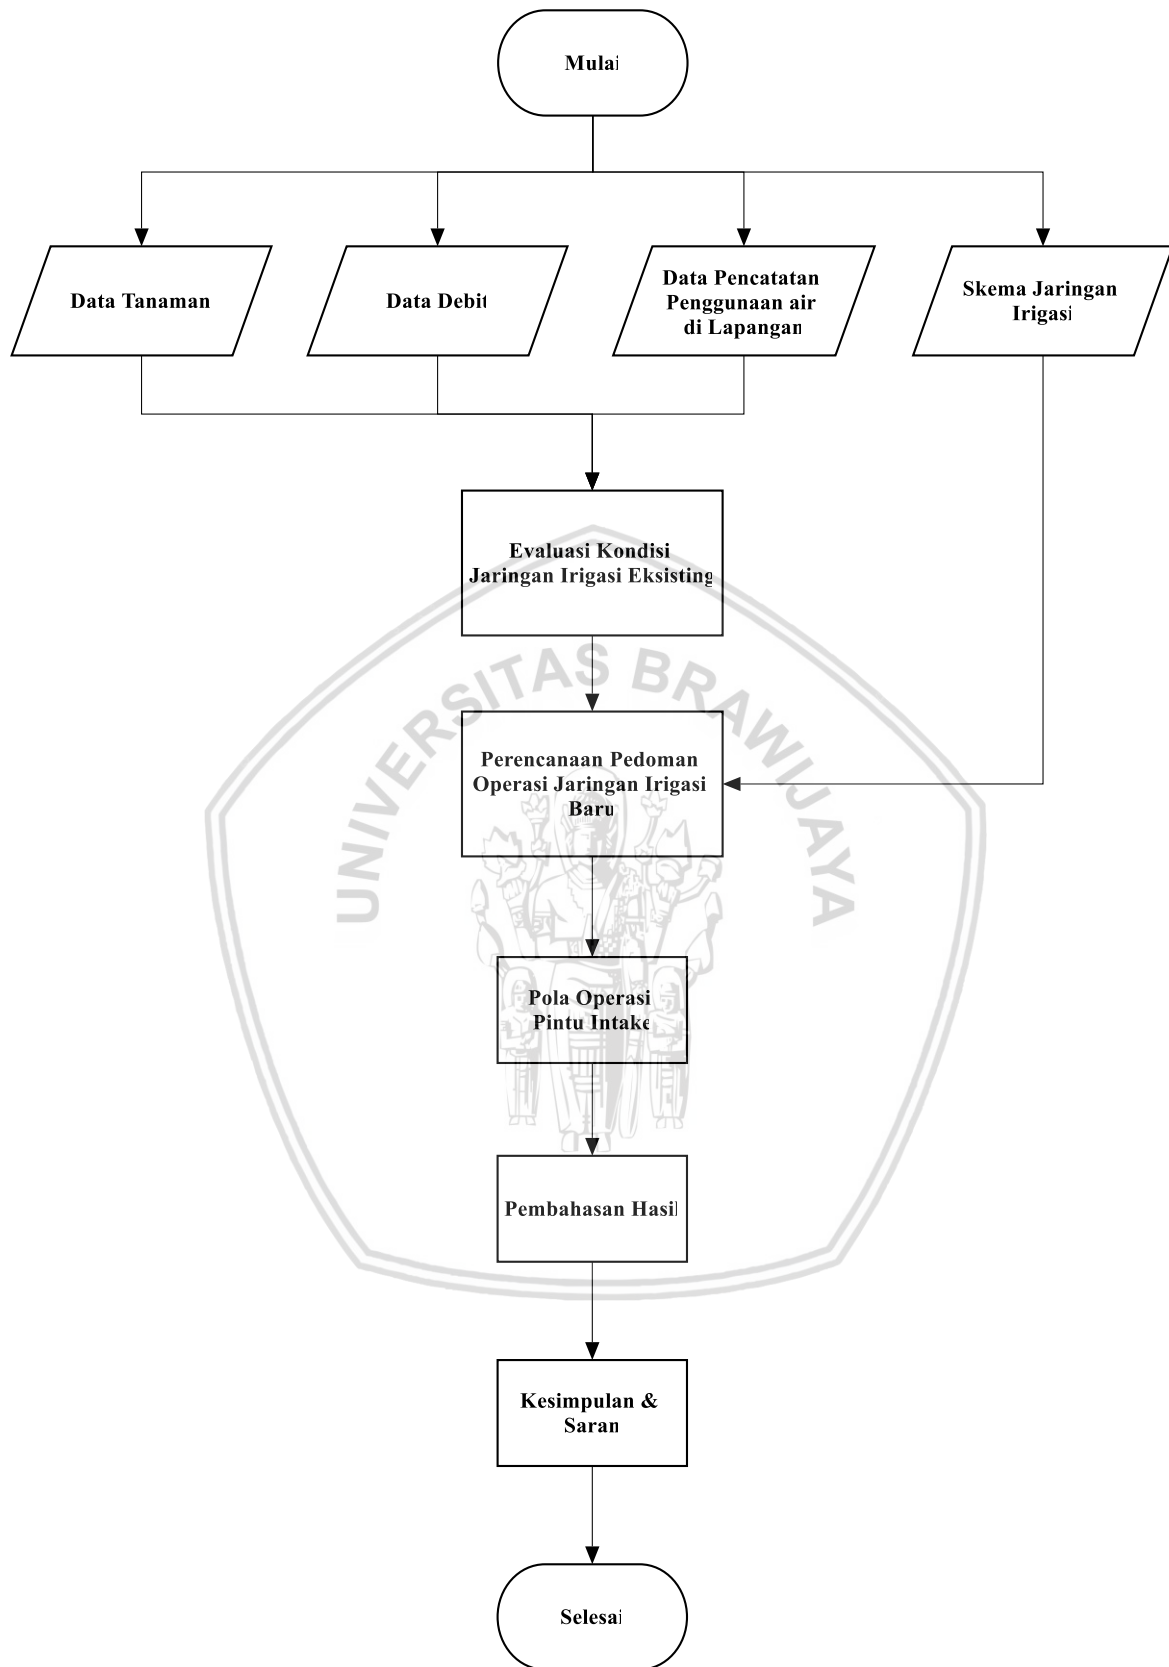 Mulai
Data Tanaman
Data Debit
Data Pencatatan
Penggunaan air
di Lapangan
Skema Jaringan
Irigasi
Evaluasi Kondisi
Jaringan Irigasi Eksisting
UNIVERSITAS BRAWIJAYA
Perencanaan Pedoman
Operasi Jaringan Irigasi
Baru
Pola Operasi
Pintu Intake
Pembahasan Hasil
Kesimpulan &
Saran
Selesai